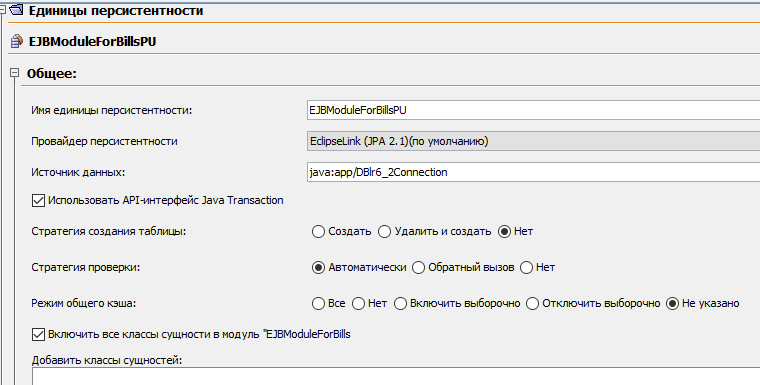 Единицы персистентности
EJBModuleForBillsPU
Общее:
Имя единицы персистентности: EJBModuleForBillsPU
Провайдер персистентности EclipseLink (JPA 2.1)(по умолчанию)
Источник данных: java:app/DBlr6_2Connection
Использовать API-интерфейс Java Transaction
Стратегия создания таблицы: Создать Удалить и создать Нет
Стратегия проверки: Автоматически Обратный вызов Нет
Режим общего кэша: Все Нет Включить выборочно Отключить выборочно Не указано
Включить все классы сущности в модуль "EJBModuleForBills
Добавить классы сущностей: